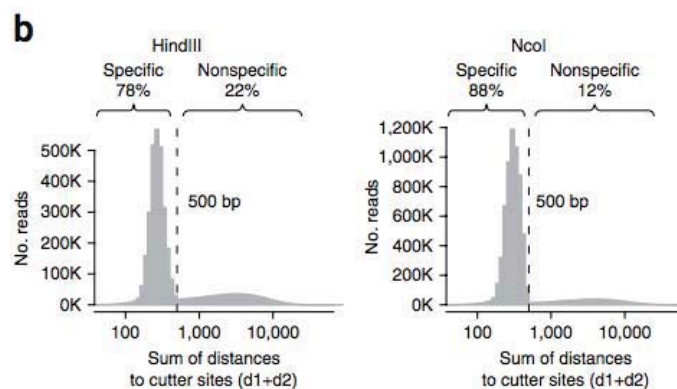 b
HindIII
Specific
78%
Nonspecific
22%
500K
400K
300K
200K
100K
0K
No. reads
500 bp
100
1,000
10,000
Sum of distances
to cutter sites (d1+d2)
NcoI
Specific
88%
Nonspecific
12%
1,200K
1,000K
800K
600K
400K
200K
0K
No. reads
500 bp
100
1,000
10,000
Sum of distances
to cutter sites (d1+d2)